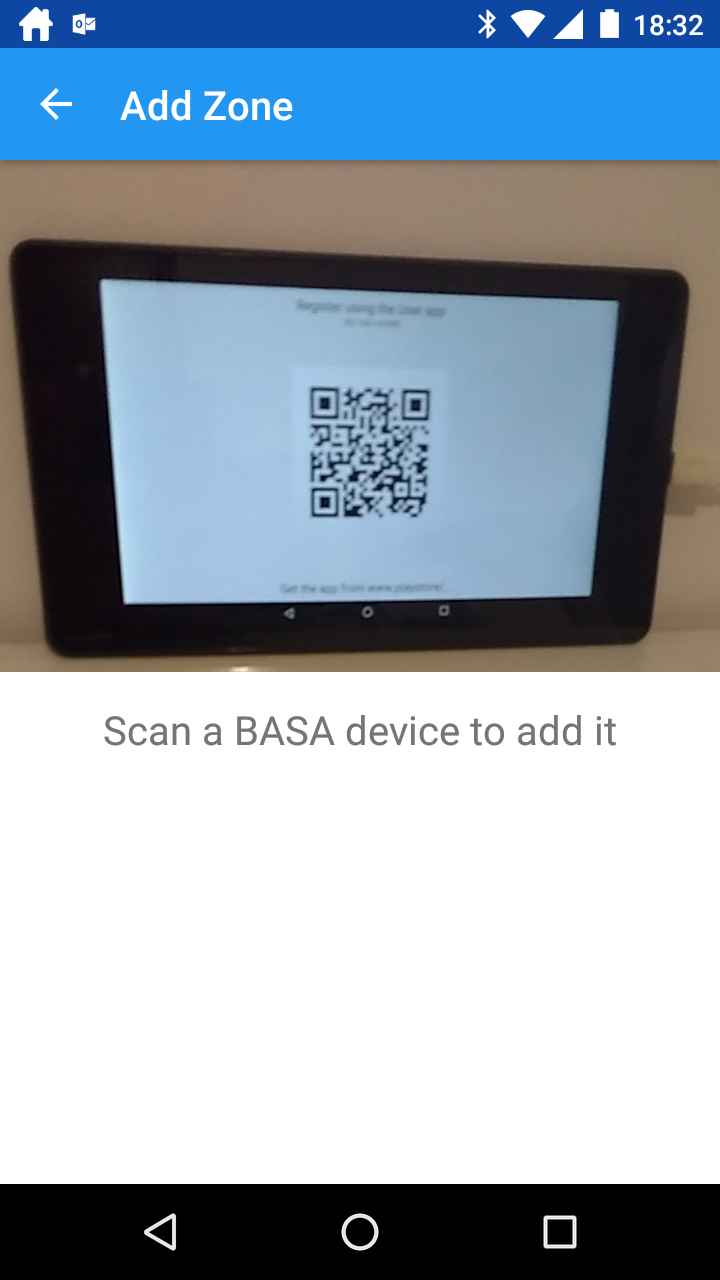 18:32
Add Zone
Register using the User app
Get the app from www.playstore/
Scan a BASA device to add it